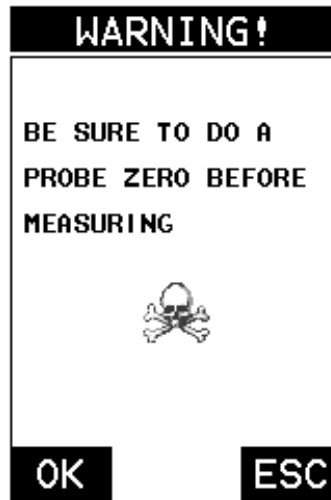 WARNING!
BE SURE TO DO A
PROBE ZERO BEFORE
MEASURING
OK ESC